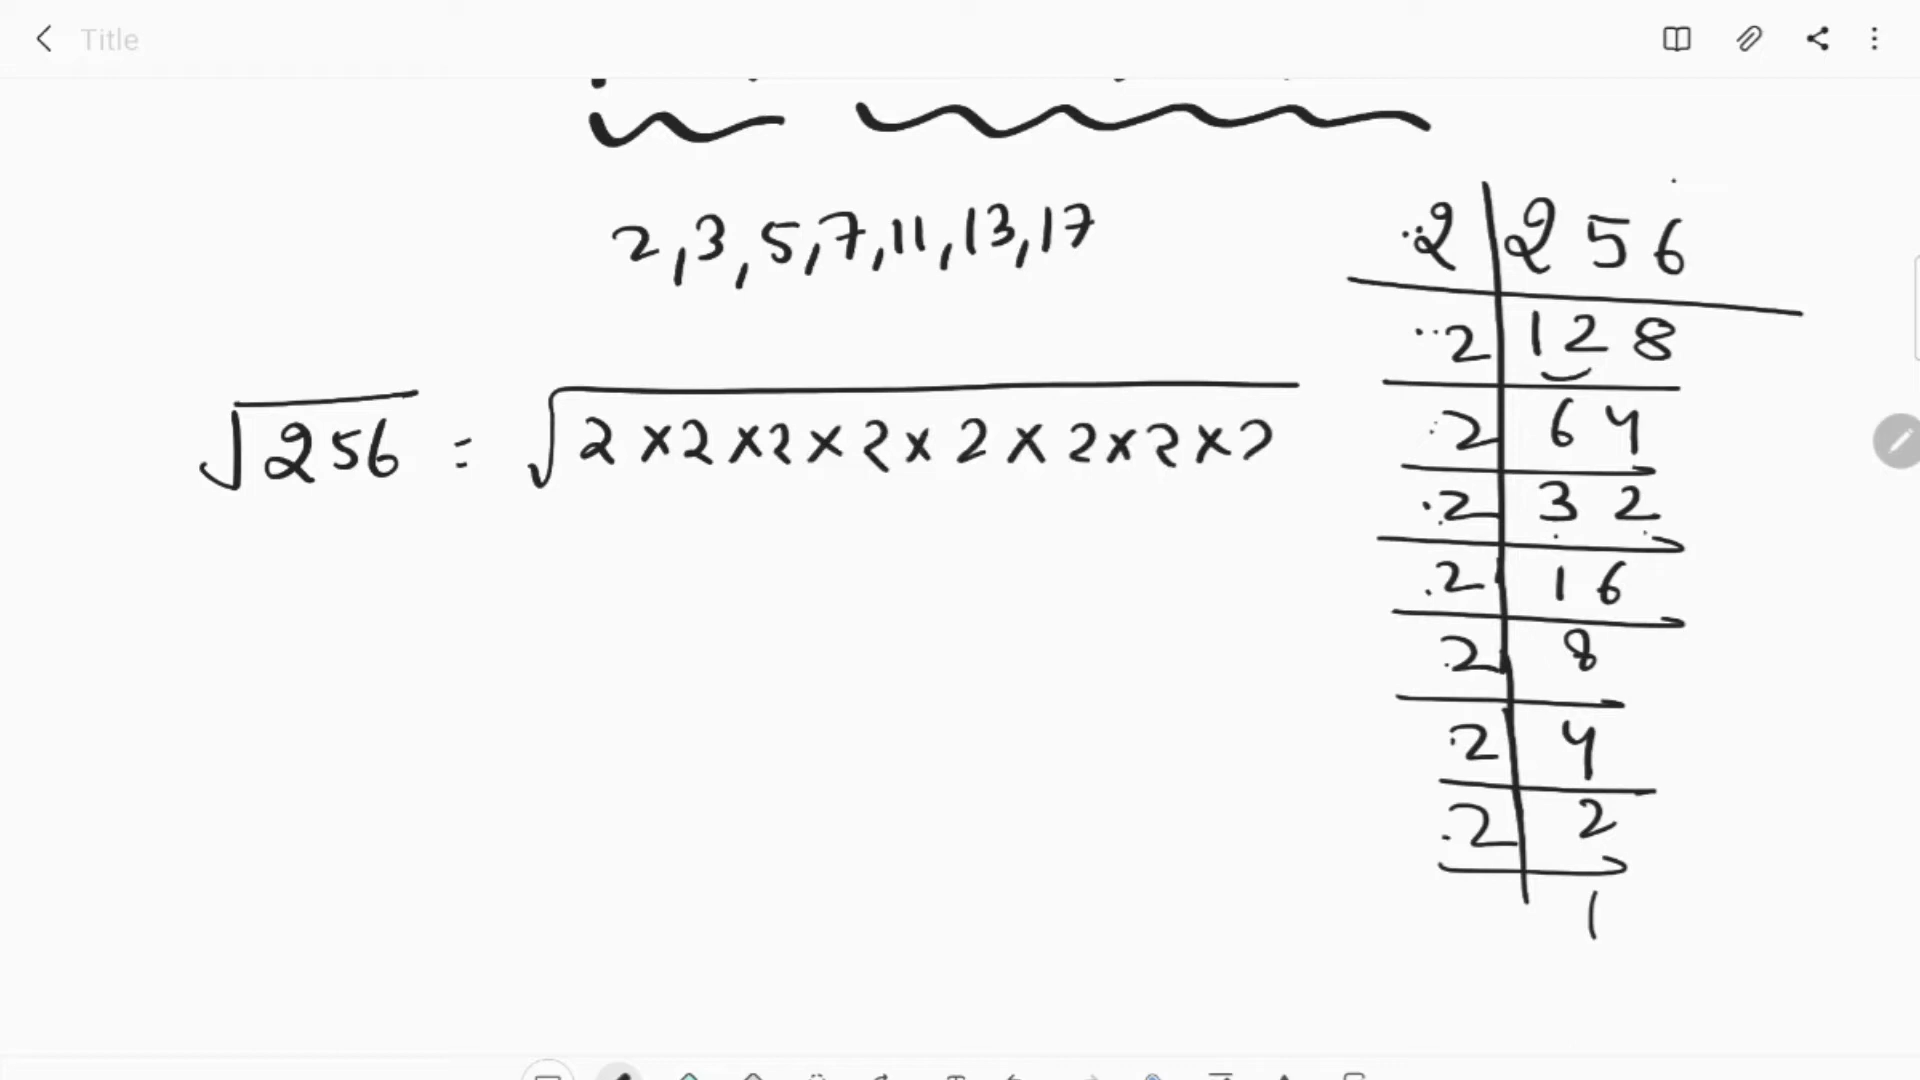 Title
2,3,5,7,11,13,17
√256 = √2×2×2×2×2×2×2×2
2 | 256
2 | 128
2 | 64
2 | 32
2 | 16
2 | 8
2 | 4
2 | 2
1